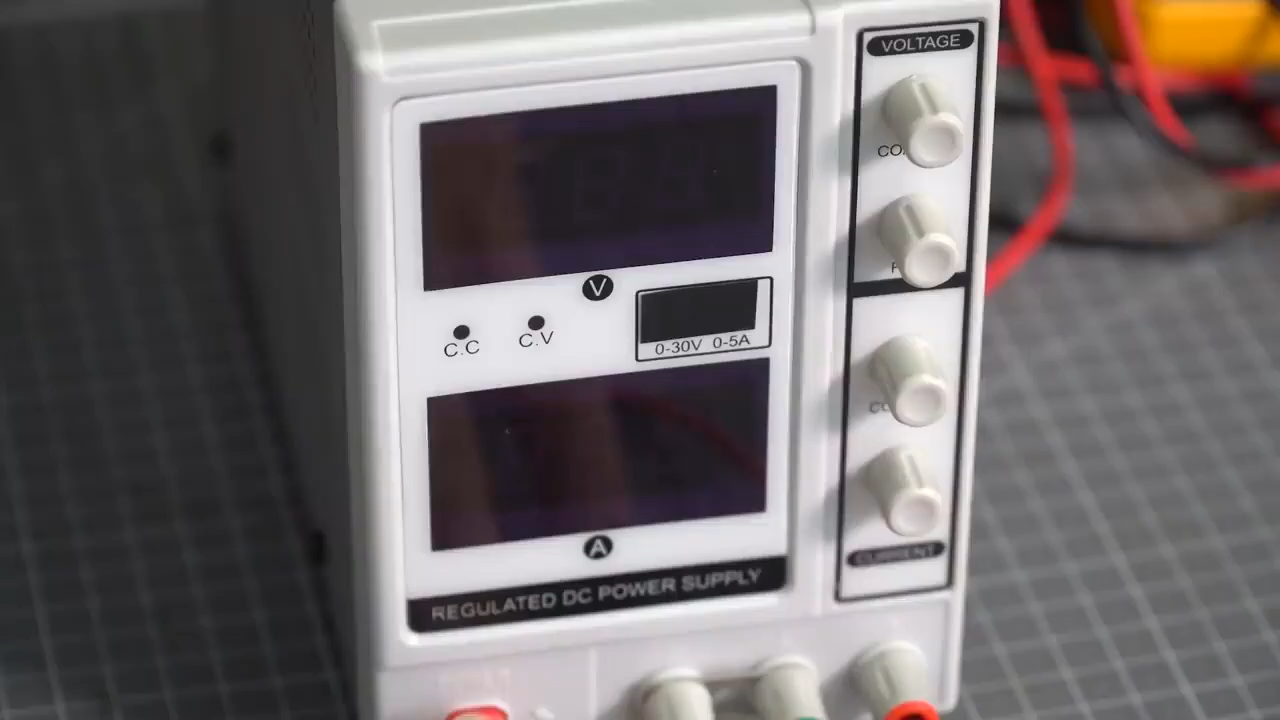 VOLTAGE
V
C.C
C.V
0-30V 0-5A
A
CURRENT
REGULATED DC POWER SUPPLY